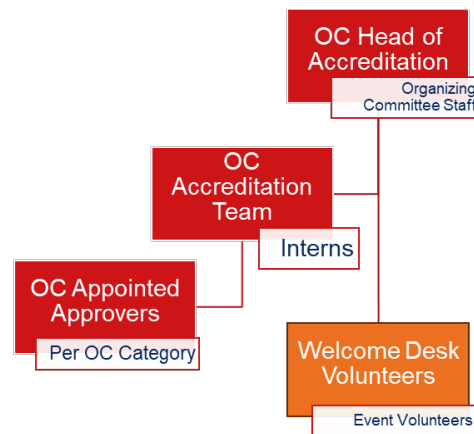 OC Head of
Accreditation
Organizing
Committee Staff
OC
Accreditation
Team
Interns
OC Appointed
Approvers
Per OC Category
Welcome Desk
Volunteers
Event Volunteers